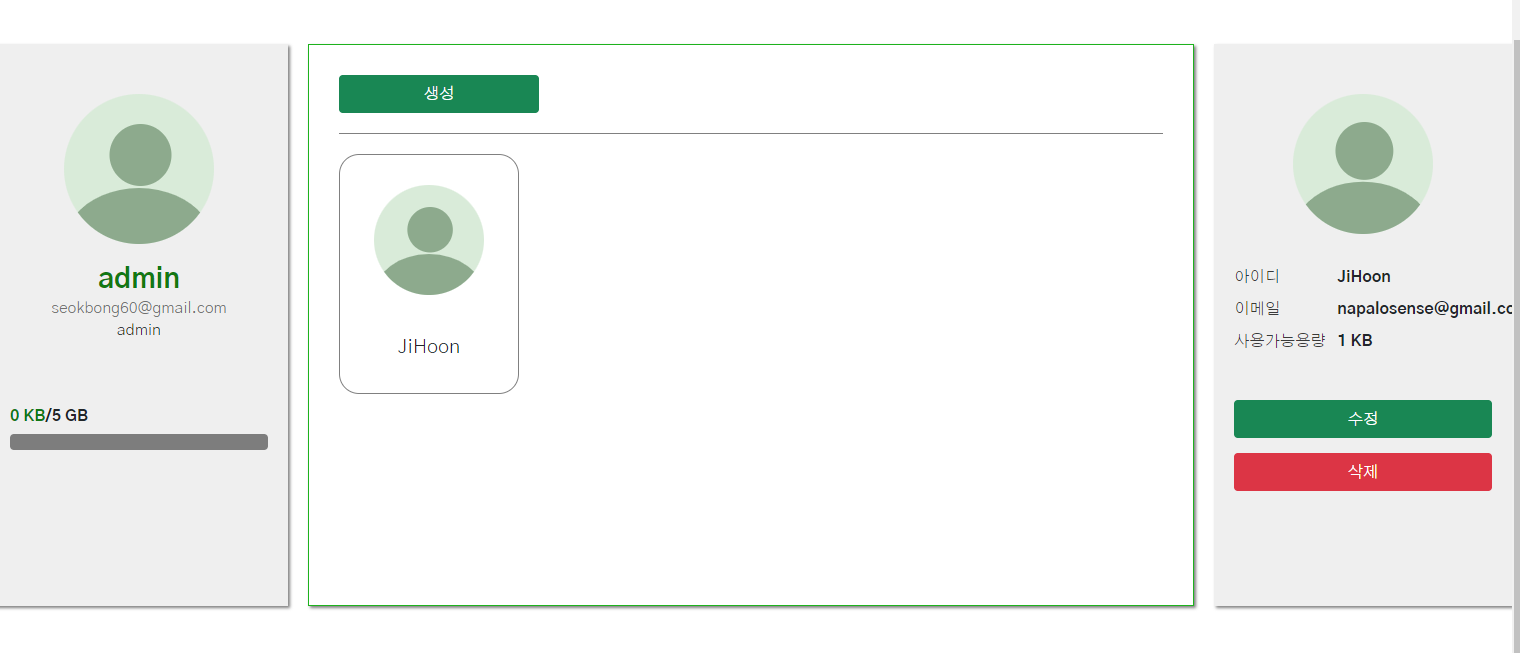 admin
seokbong60@gmail.com
admin
0 KB/5 GB
생성
JiHoon
아이디 JiHoon
이메일 napalosense@gmail.co
사용가능용량 1 KB
수정
삭제